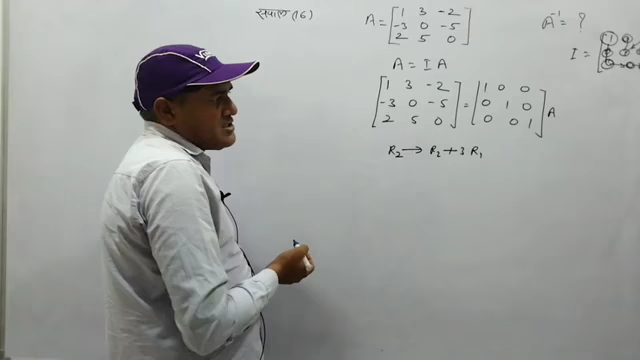 सवाल (16)
A = [ 1 3 -2
-3 0 -5
2 5 0 ]
A⁻¹ = ?
I =
A = I A
[ 1 3 -2
-3 0 -5
2 5 0 ] = [ 1 0 0
0 1 0
0 0 1 ] A
R₂ → R₂ + 3 R₁